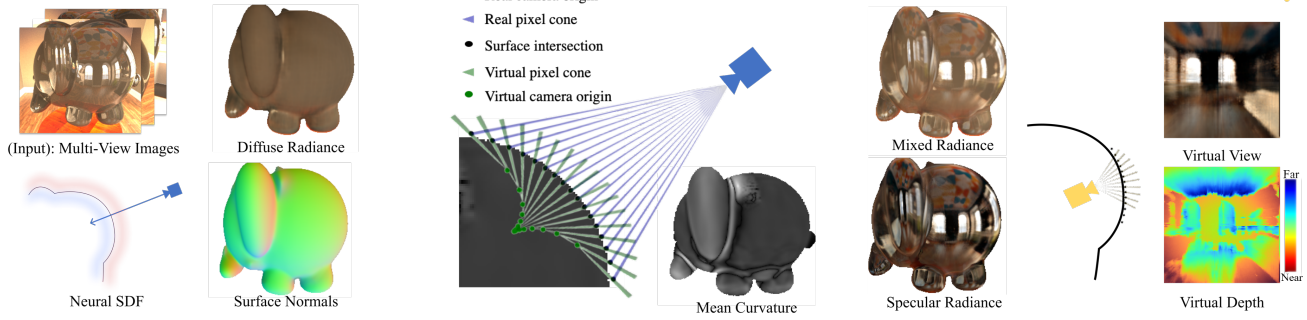 Real pixel cone
Surface intersection
Virtual pixel cone
Virtual camera origin
(Input): Multi-View Images
Diffuse Radiance
Neural SDF
Surface Normals
Mean Curvature
Mixed Radiance
Specular Radiance
Virtual View
Far
Near
Virtual Depth